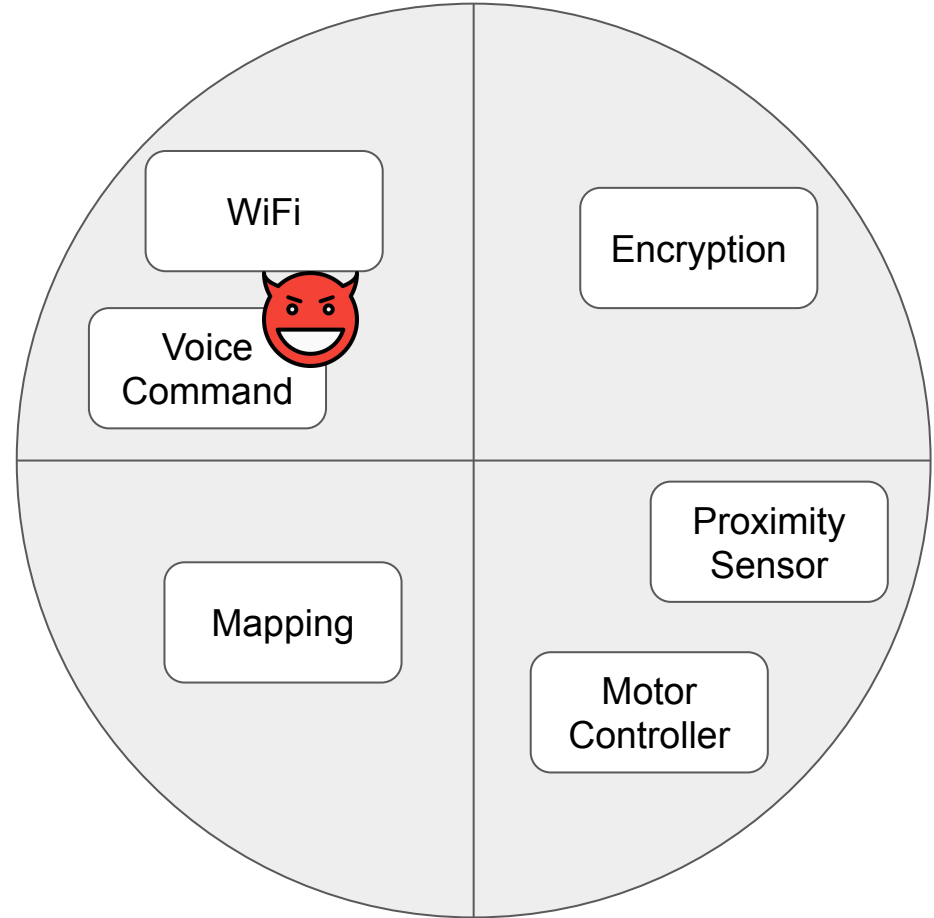 WiFi
Encryption
Voice
Command
Proximity
Sensor
Mapping
Motor
Controller